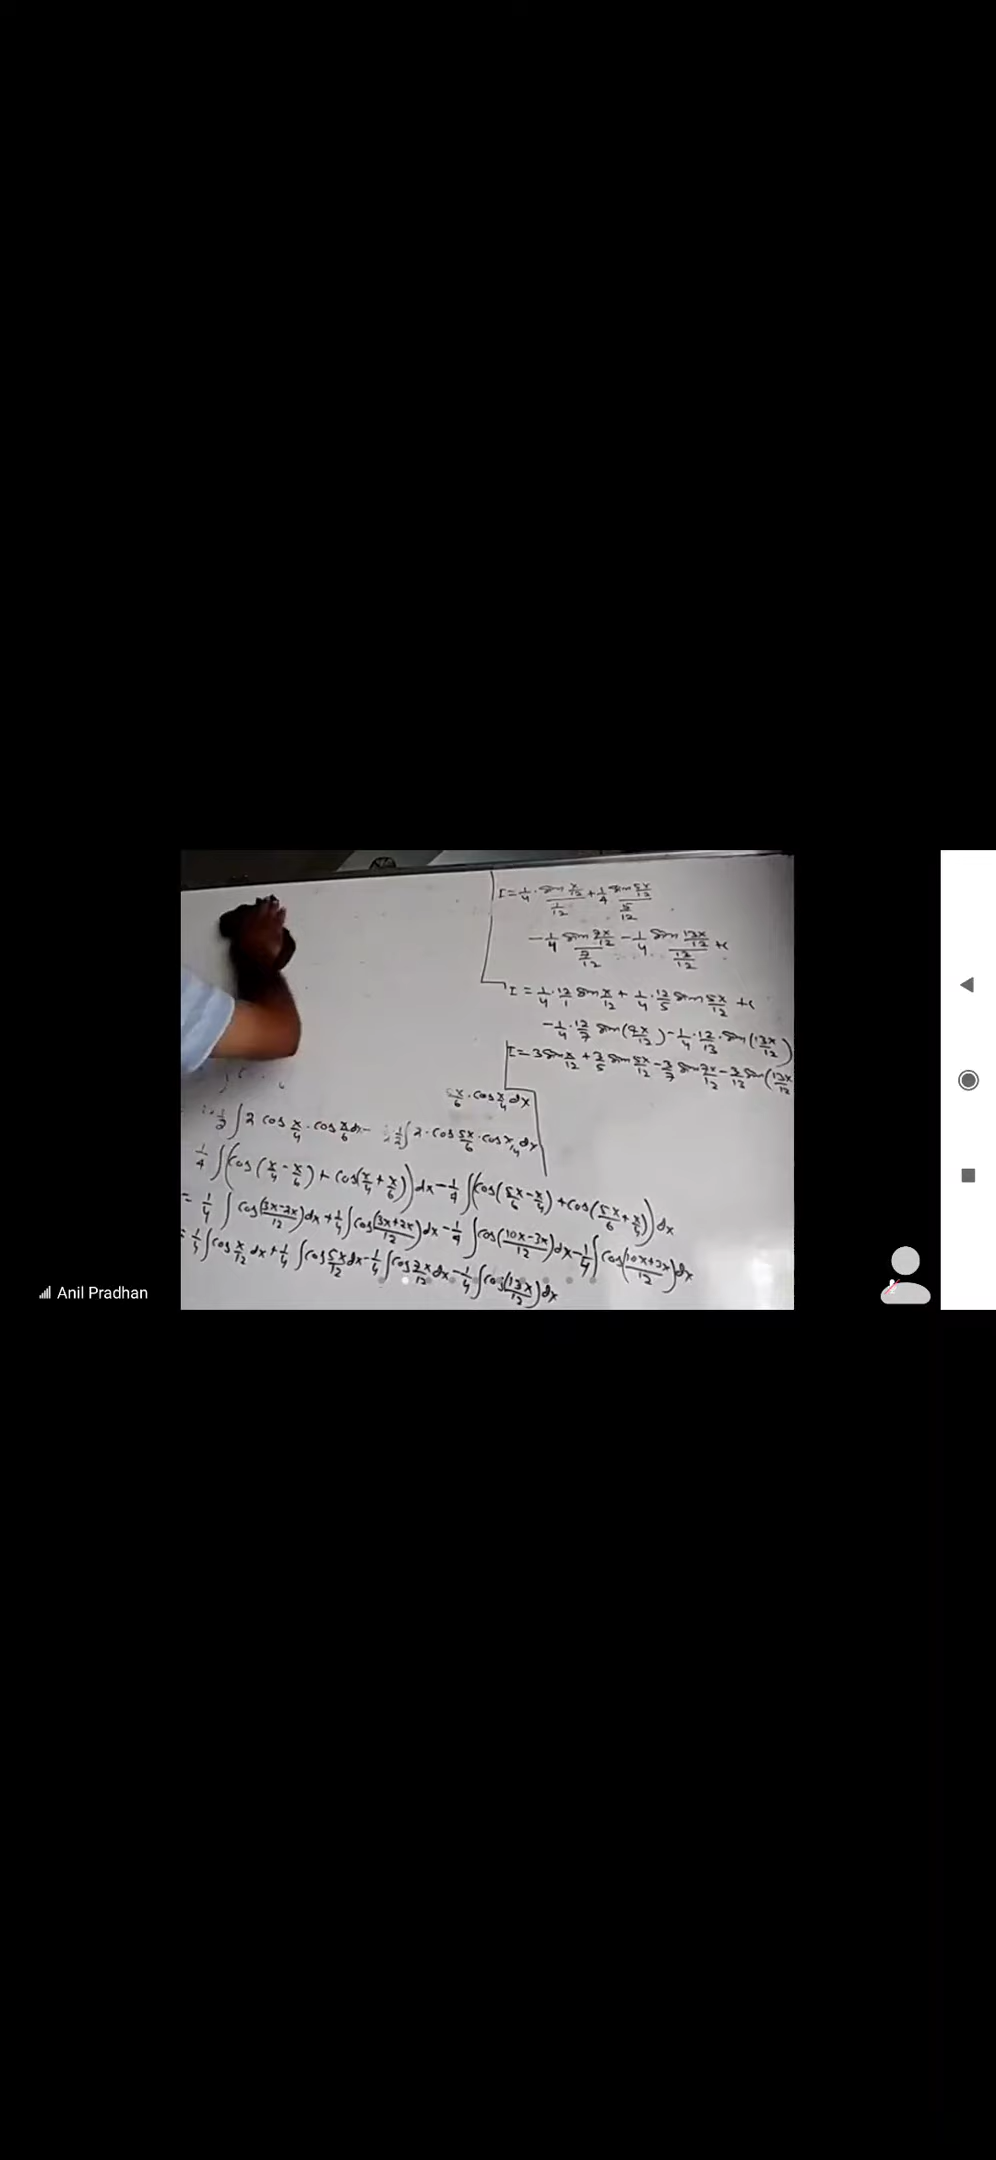 I = 1/4 · sin x/12 / 1/12 + 1/4 sin 5x/12 / 5/12
- 1/4 sin 7x/12 / 7/12 - 1/4 sin 13x/12 / 13/12 + c
I = 1/4 · 12/1 sin x/12 + 1/4 · 12/5 sin 5x/12 + c
- 1/4 · 12/7 sin (7x/12) - 1/4 · 12/13 · sin (13x/12)
I = 3 sin x/12 + 3/5 sin 5x/12 - 3/7 sin 7x/12 - 3/13 sin (13x/12
x/6 · cos x/4 dx
1/2 ∫ 2 cos x/4 · cos x/6 dx - 1/2 ∫ 2 · cos 5x/6 · cos x/4 dx
1/4 ∫ (cos (x/4 - x/6) + cos (x/4 + x/6)) dx - 1/4 ∫ (cos (5x/6 - x/4) + cos (5x/6 + x/4)) dx
= 1/4 ∫ cos (3x-2x/12) dx + 1/4 ∫ cos (3x+2x/12) dx - 1/4 ∫ cos (10x-3x/12) dx - 1/4 ∫ cos (10x+3x/12) dx
= 1/4 ∫ cos x/12 dx + 1/4 ∫ cos 5x/12 dx - 1/4 ∫ cos 7x/12 dx - 1/4 ∫ cos (13x/12) dx
Anil Pradhan